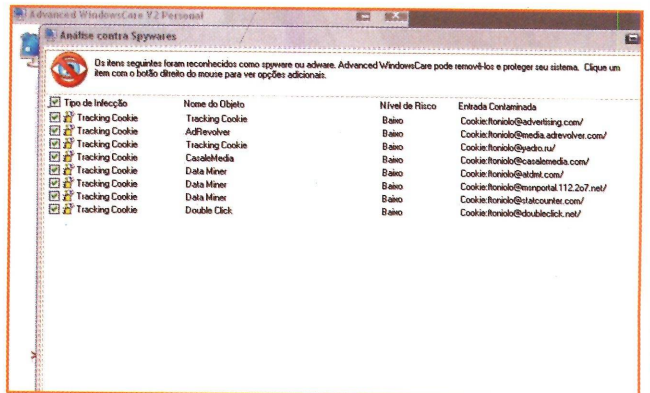 Advanced WindowsCare V2 Personal
Análise contra Spywares
Os itens seguintes foram reconhecidos como spyware ou adware. Advanced WindowsCare pode removê-los e proteger seu sistema. Clique um
item com o botão direito do mouse para ver opções adicionais.
Tipo de Infecção Nome do Objeto Nível de Risco Entrada Contaminada
Tracking Cookie Tracking Cookie Baixo Cookie:ftoniolo@advertising.com/
Tracking Cookie AdRevolver Baixo Cookie:ftoniolo@media.adrevolver.com/
Tracking Cookie Tracking Cookie Baixo Cookie:ftoniolo@yadro.ru/
Tracking Cookie CasaleMedia Baixo Cookie:ftoniolo@casalemedia.com/
Tracking Cookie Data Miner Baixo Cookie:ftoniolo@atdmt.com/
Tracking Cookie Data Miner Baixo Cookie:ftoniolo@msnportal.112.2o7.net/
Tracking Cookie Data Miner Baixo Cookie:ftoniolo@statcounter.com/
Tracking Cookie Double Click Baixo Cookie:ftoniolo@doubleclick.net/